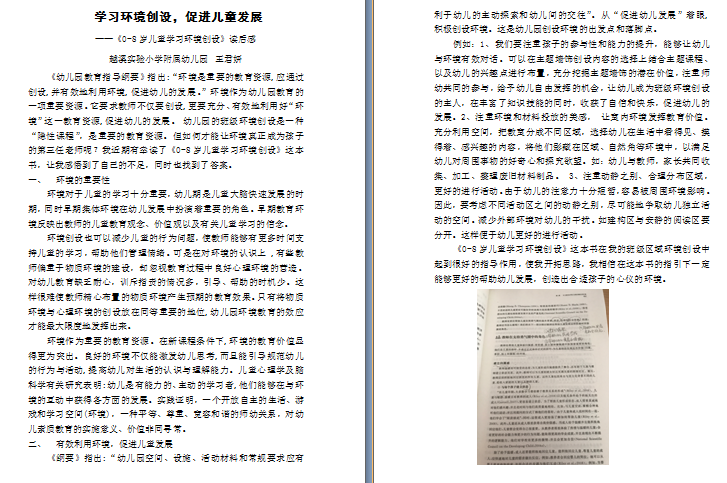 学习环境创设，促进儿童发展
——《0-8岁儿童学习环境创设》读后感
越溪实验小学附属幼儿园  王君娇
《幼儿园教育指导纲要》指出：“环境是重要的教育资源，应通过
创设，并有效地利用环境，促进幼儿的发展。”环境作为幼儿园教育的
一项重要资源。它要求教师不仅要创设，更要充分、有效地利用好“环
境”这一教育资源，促进幼儿的发展。 幼儿园的班级环境创设是一种
“隐性课程”，是重要的教育资源。但如何才能让环境真正成为孩子
的第三任老师呢？我近期有幸读了《0-8岁儿童学习环境创设》这本
书，让我感悟到了自己的不足，同时也找到了答案。
一、 环境的重要性
环境对于儿童的学习十分重要，幼儿期是儿童大脑快速发展的时
期，同时早期集体环境在幼儿发展中扮演着重要的角色。早期教育环
境反映出教师的儿童教育观念、价值观以及有关儿童学习的信念。
环境创设也可以减少儿童的行为问题，使教师能够有更多时间支
持儿童的学习，帮助他们管理情绪。可是在对环境的认识上，有些教
师偏重于物质环境的建设，却忽视教育过程中良好心理环境的营造。
对幼儿教育缺乏耐心，训斥指责的情况多，引导、帮助的时机少。这
样很难使教师精心布置的物质环境产生预期的教育效果。只有将物质
环境与心理环境的创设放在同等重要的地位，幼儿园环境教育的效应
才能最大限度地发挥出来。
环境作为重要的教育资源。在新课程条件下，环境的教育价值显
得更为突出。良好的环境不仅能激发幼儿思考，而且能引导规范幼儿
的行为与活动，提高幼儿对生活的认识与理解能力。儿童心理学及脑
科学有关研究表明：幼儿是有能力的、主动的学习者，他们能够在与环
境的互动中获得各方面的发展。实践证明，一个开放自主的生活、游
戏和学习空间（环境），一种平等、尊重、宽容和谐的师幼关系，对幼
儿素质教育的实施意义、价值非同寻常。
二、 有效利用环境，促进儿童发展
《纲要》指出：“幼儿园空间、设施、活动材料和常规要求应有
利于幼儿的主动探索和幼儿间的交往”。从“促进幼儿发展”着眼，
积极创设环境。这是幼儿园创设环境的出发点和落脚点。
例如：1、我们要注重孩子的参与性和能力的提升，能够让幼儿
与环境有效对话。可以在主题墙饰创设内容的选择上结合主题课程、
以及幼儿的兴趣点进行布置，充分挖掘主题墙饰的潜在价值，注重师
幼共同的参与，给予幼儿自由发挥的机会，让幼儿成为班级环境创设
的主人，在丰富了知识技能的同时，收获了自信和快乐，促进幼儿的
发展。2、注重环境和材料投放的美感， 让室内环境发挥教育价值。
充分利用空间，把教室分成不同区域，选择幼儿在生活中看得见、摸
得着、感兴趣的内容，将他们影藏在区域、自然角等环境中，以满足
幼儿对周围事物的好奇心和探究欲望。如：幼儿与教师，家长共同收
集、加工、整理废旧材料制品。 3、注重动静之别、合理分布区域，
更好的进行活动。由于幼儿的注意力十分短暂，容易被周围环境影响。
因此，要考虑不同活动区之间的动静之别，尽可能地争取幼儿独立活
动的空间。减少外部环境对幼儿的干扰。如建构区与安静的阅读区要
分开。这样便于幼儿更好的进行活动。
《0-8岁儿童学习环境创设》这本书在我的班级区域环境创设中
起到很好的指导作用，使我开拓思路，我相信在这本书的指引下一定
能够更好的帮助幼儿发展，创造出合适孩子的心仪的环境。